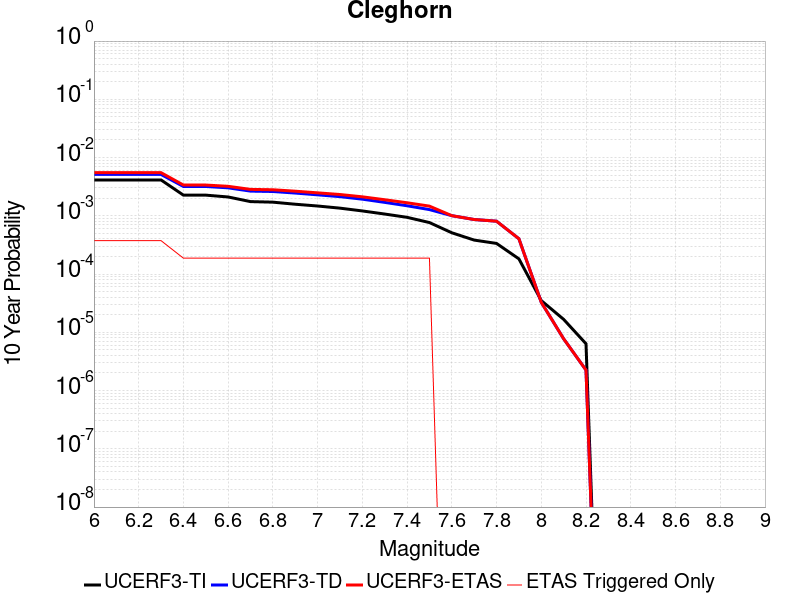 Cleghorn
10 Year Probability
10^0
10^-1
10^-2
10^-3
10^-4
10^-5
10^-6
10^-7
10^-8
6 6.2 6.4 6.6 6.8 7 7.2 7.4 7.6 7.8 8 8.2 8.4 8.6 8.8 9
Magnitude
UCERF3-TI UCERF3-TD UCERF3-ETAS ETAS Triggered Only